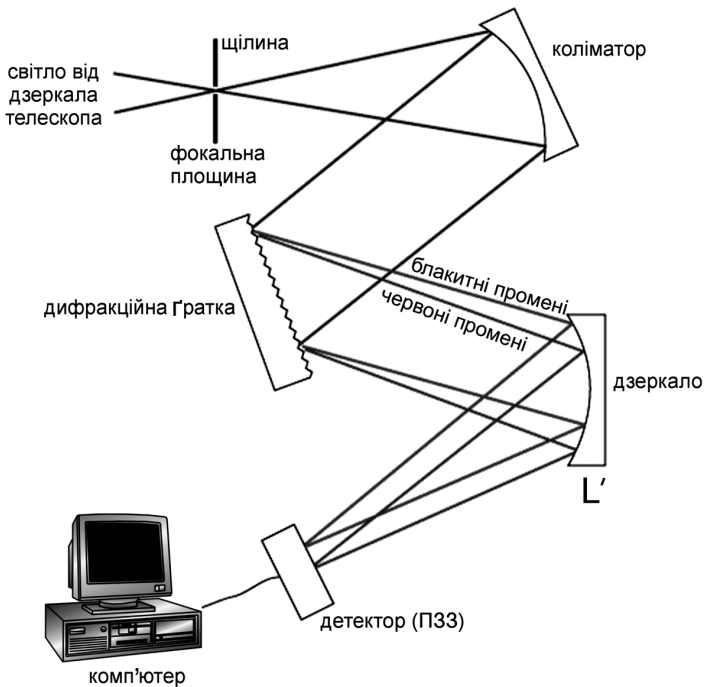 щілина
світло від
дзеркала
телескопа
коліматор
фокальна
площина
блакитні промені
червоні промені
дифракційна ґратка
дзеркало
L′
детектор (ПЗЗ)
комп'ютер